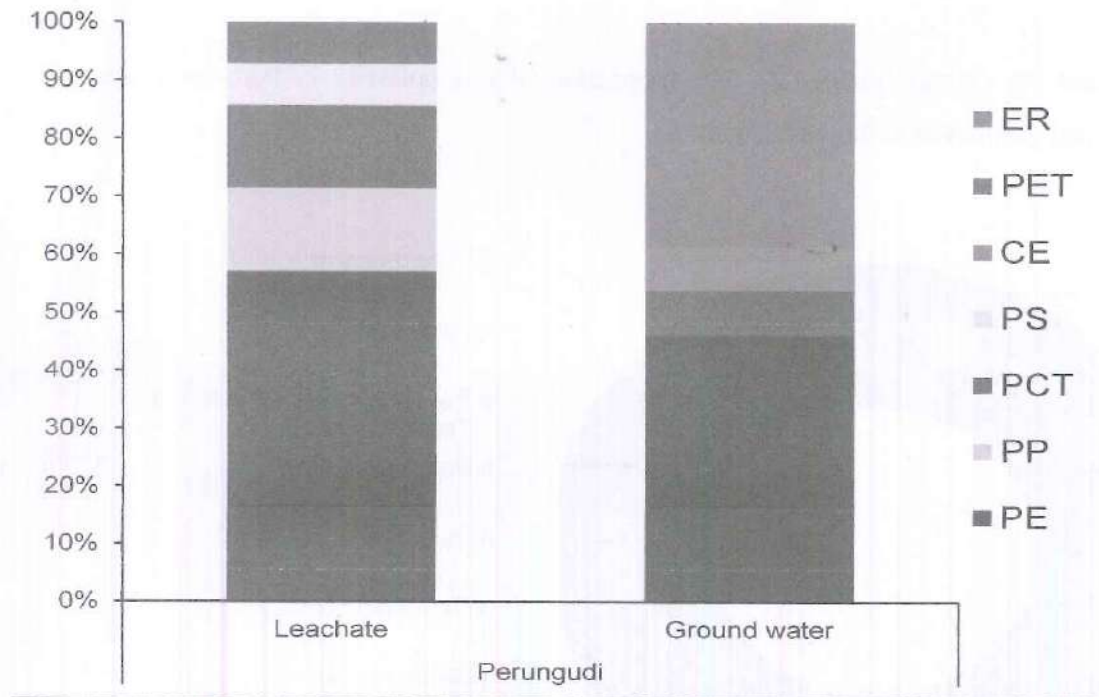 100%
90%
80%
70%
60%
50%
40%
30%
20%
10%
0%
Leachate
Ground water
Perungudi
ER
PET
CE
PS
PCT
PP
PE